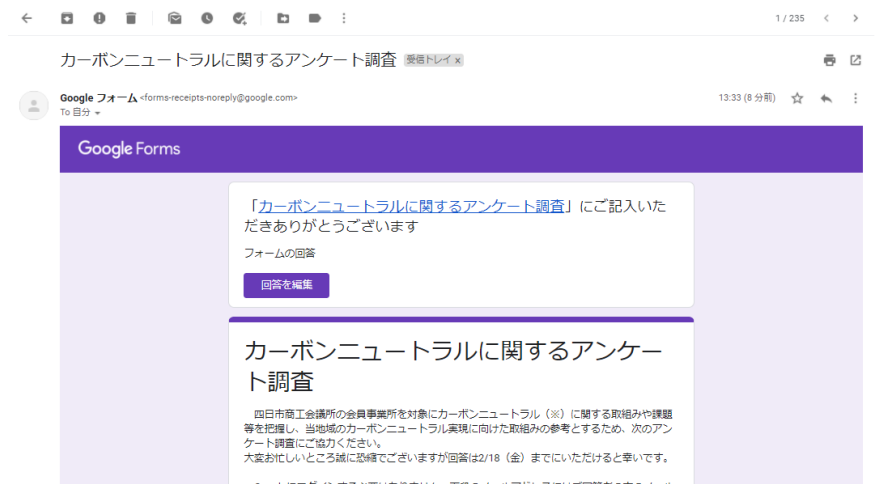 1 / 235
カーボンニュートラルに関するアンケート調査 受信トレイ x
Google フォーム <forms-receipts-noreply@google.com>
13:33 (8 分前)
To 自分
Google Forms
「カーボンニュートラルに関するアンケート調査」にご記入いた
だきありがとうございます
フォームの回答
回答を編集
カーボンニュートラルに関するアンケー
ト調査
四日市商工会議所の会員事業所を対象にカーボンニュートラル（※）に関する取組みや課題
等を把握し、当地域のカーボンニュートラル実現に向けた取組みの参考とするため、次のアン
ケート調査にご協力ください。
大変お忙しいところ誠に恐縮でございますが回答は2/18（金）までにいただけると幸いです。